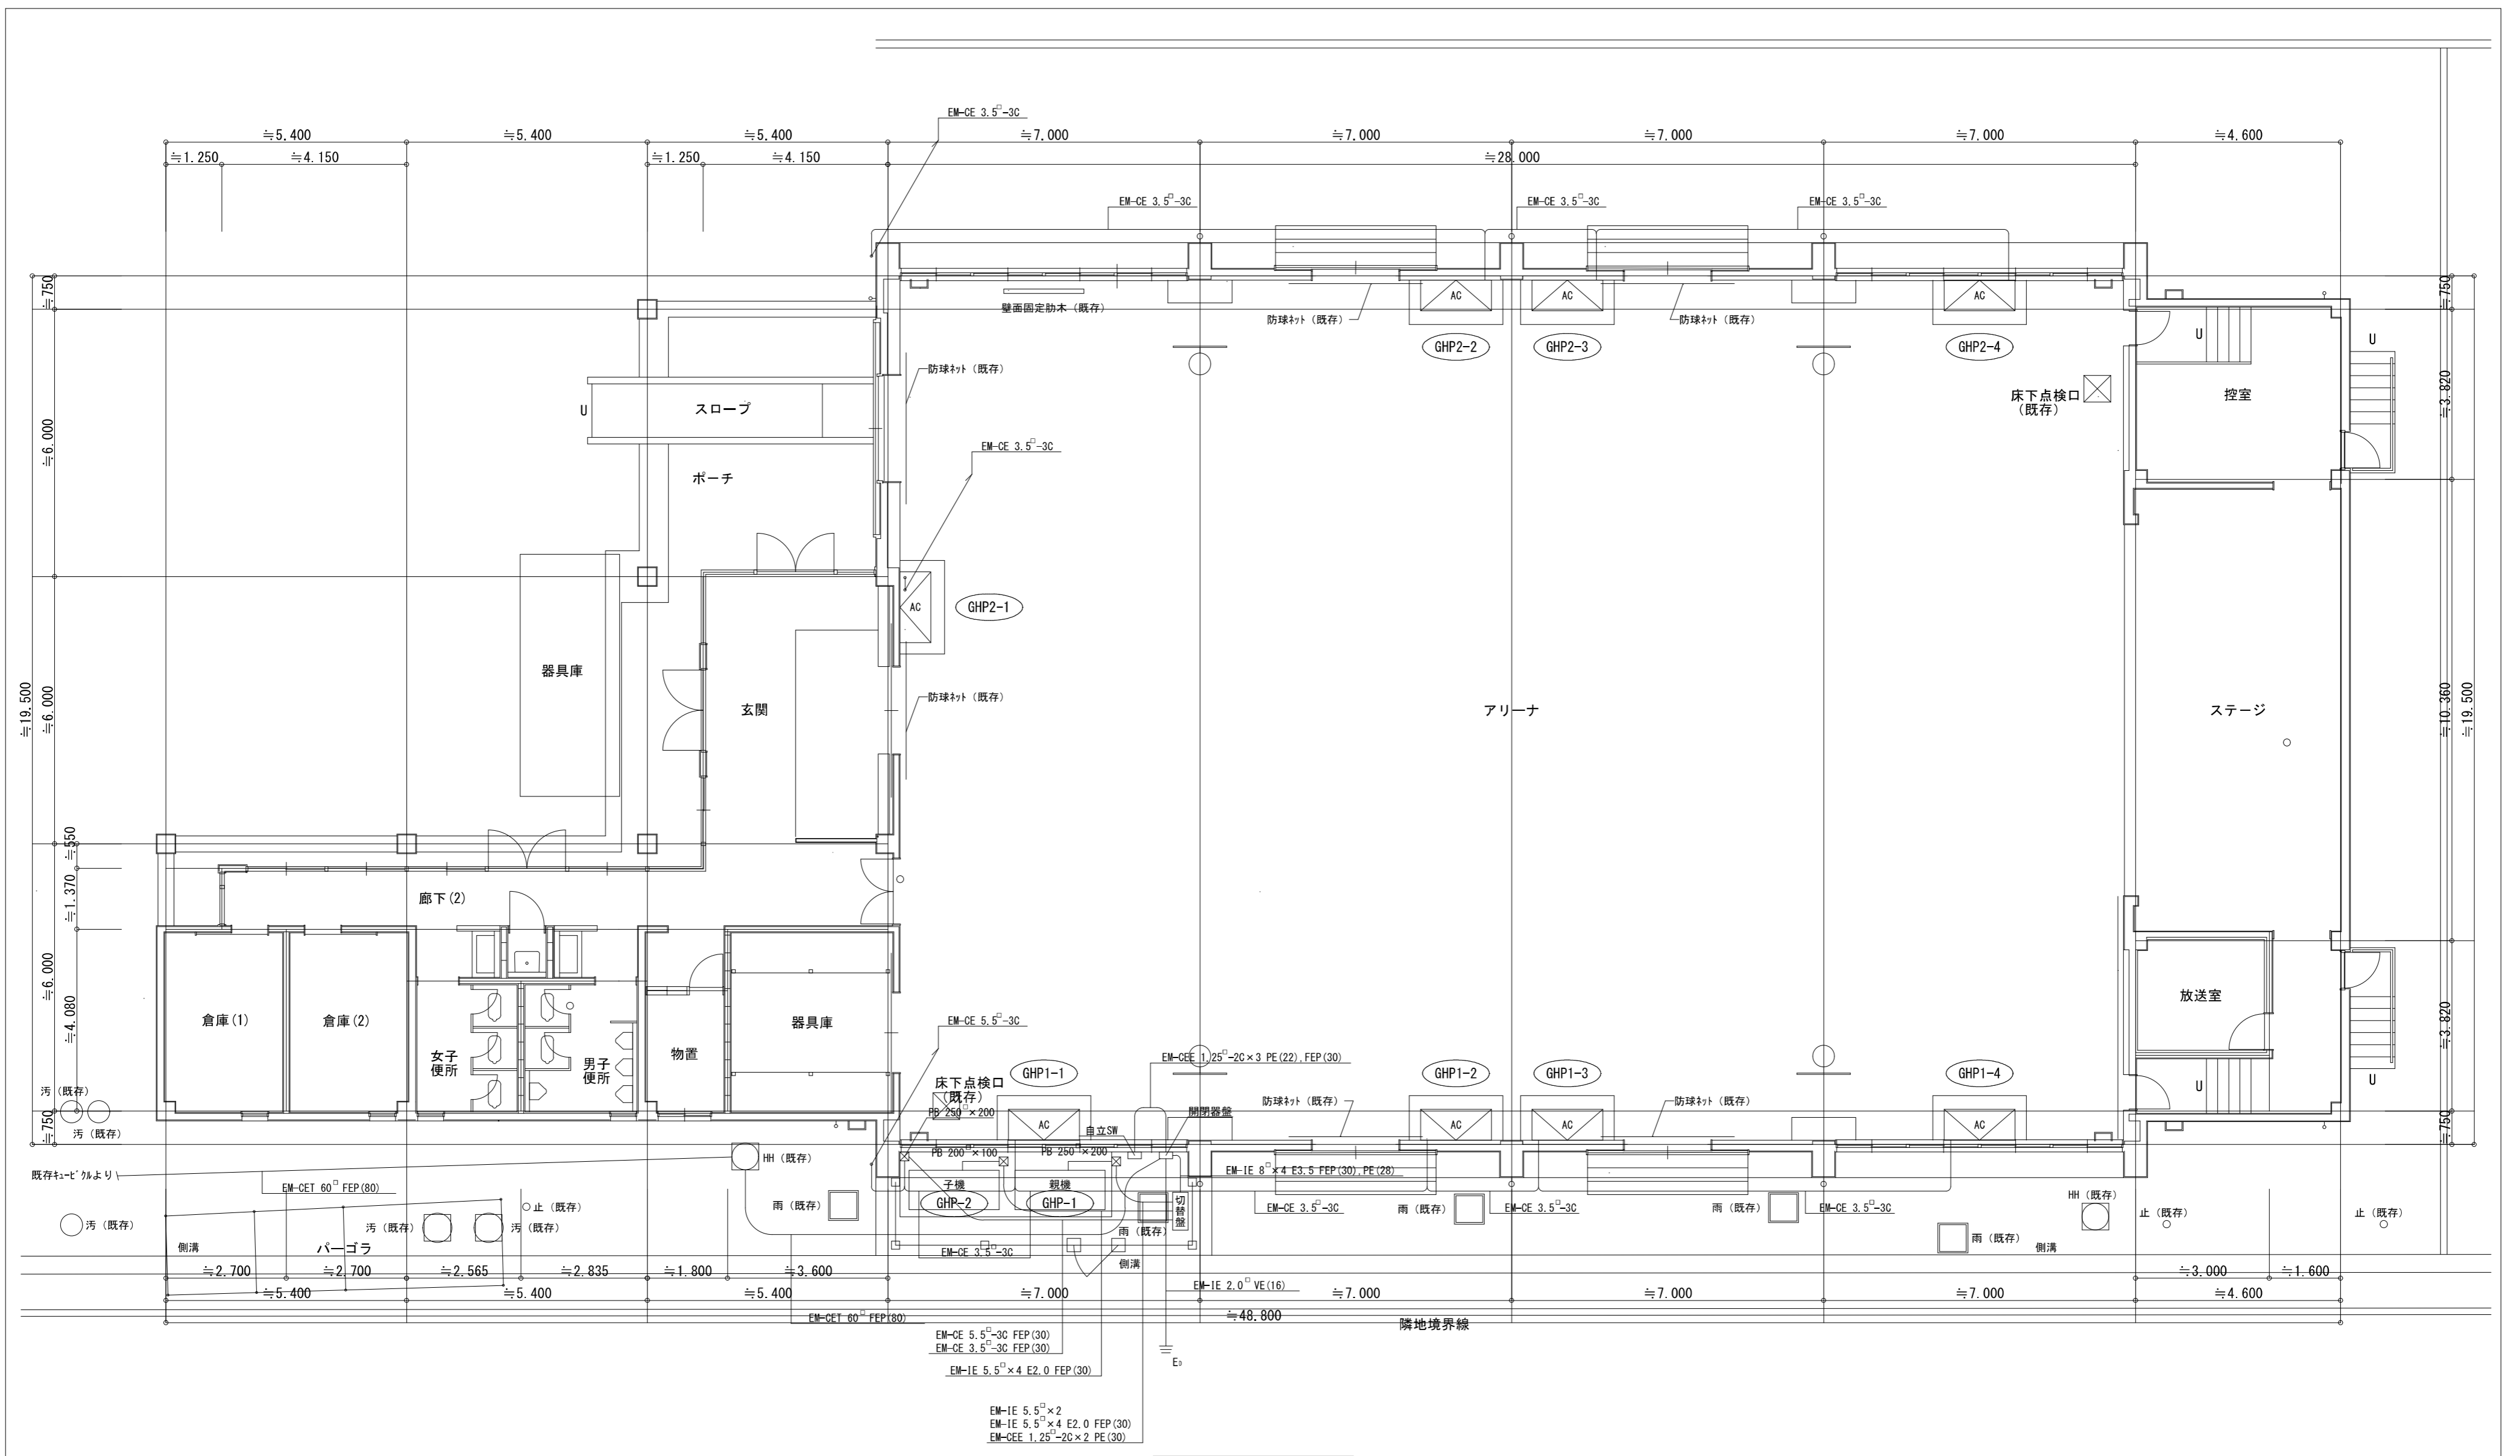 EM-CE 3.5□-3C
≒5.400
≒5.400
≒5.400
≒7.000
≒7.000
≒7.000
≒7.000
≒4.600
≒1.250
≒4.150
≒1.250
≒4.150
≒28.000
EM-CE 3.5□-3C
EM-CE 3.5□-3C
EM-CE 3.5□-3C
≒750
≒750
壁面固定肋木（既存）
防球ネット（既存）
AC
AC
防球ネット（既存）
AC
GHP2-2
GHP2-3
GHP2-4
U
U
防球ネット（既存）
床下点検口
（既存）
控室
≒3.820
スロープ
U
≒6.000
EM-CE 3.5□-3C
ポーチ
AC
GHP2-1
器具庫
防球ネット（既存）
玄関
アリーナ
ステージ
≒19.500
≒6.000
≒10.360
≒19.500
≒550
≒1.370
廊下(2)
≒6.000
≒4.080
倉庫(1)
倉庫(2)
女子
便所
男子
便所
物置
器具庫
放送室
≒3.820
EM-CE 5.5□-3C
EM-CEE 1.25□-2C×3 PE(22),FEP(30)
GHP1-1
GHP1-2
GHP1-3
GHP1-4
U
U
床下点検口
（既存）
PB 250□×200
汚（既存）
汚（既存）
防球ネット（既存）
防球ネット（既存）
開閉器盤
自立SW
AC
AC
AC
AC
≒750
≒750
PB 200□×100
PB 250□×200
HH（既存）
既存キュービクルより
EM-CET 60□ FEP(80)
EM-IE 8□×4 E3.5 FEP(30),PE(28)
子機
親機
GHP-2
GHP-1
切替盤
雨（既存）
雨（既存）
EM-CE 3.5□-3C
雨（既存）
EM-CE 3.5□-3C
雨（既存）
EM-CE 3.5□-3C
HH（既存）
止（既存）
止（既存）
汚（既存）
汚（既存）
汚（既存）
止（既存）
雨（既存）
側溝
パーゴラ
側溝
側溝
EM-CE 3.5□-3C
≒2.700
≒2.700
≒2.565
≒2.835
≒1.800
≒3.600
≒3.000
≒1.600
EM-IE 2.0□ VE(16)
≒5.400
≒5.400
≒5.400
≒7.000
≒7.000
≒7.000
≒7.000
≒4.600
EM-CET 60□ FEP(80)
≒48.800
隣地境界線
EM-CE 5.5□-3C FEP(30)
EM-CE 3.5□-3C FEP(30)
ED
EM-IE 5.5□×4 E2.0 FEP(30)
EM-IE 5.5□×2
EM-IE 5.5□×4 E2.0 FEP(30)
EM-CEE 1.25□-2C×2 PE(30)